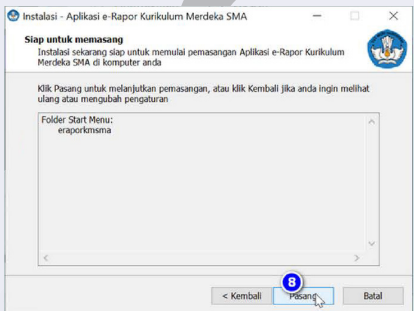 Instalasi - Aplikasi e-Rapor Kurikulum Merdeka SMA
Siap untuk memasang
Instalasi sekarang siap untuk memulai pemasangan Aplikasi e-Rapor Kurikulum
Merdeka SMA di komputer anda
Klik Pasang untuk melanjutkan pemasangan, atau klik Kembali jika anda ingin melihat
ulang atau mengubah pengaturan
Folder Start Menu:
eraporkmsma
8
< Kembali
Pasang
Batal